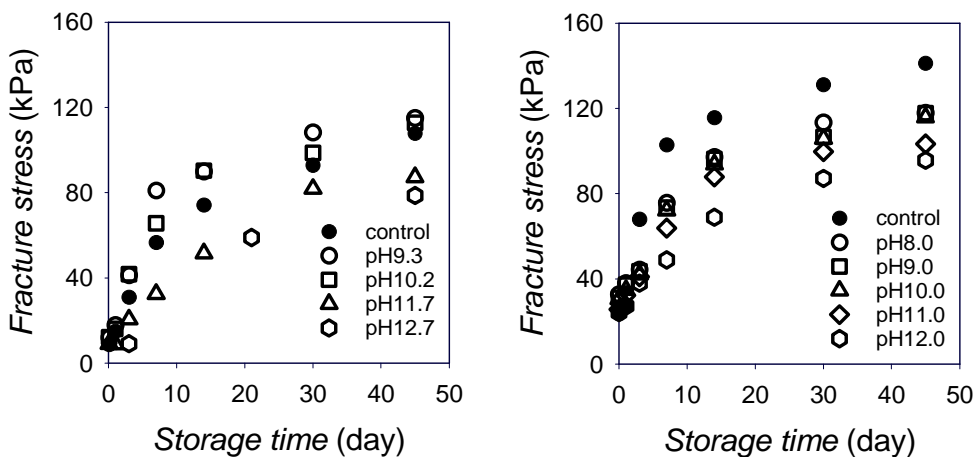 160
120
80
40
0
Fracture stress (kPa)
control
pH9.3
pH10.2
pH11.7
pH12.7
0 10 20 30 40 50
Storage time (day)
160
120
80
40
0
Fracture stress (kPa)
control
pH8.0
pH9.0
pH10.0
pH11.0
pH12.0
0 10 20 30 40 50
Storage time (day)